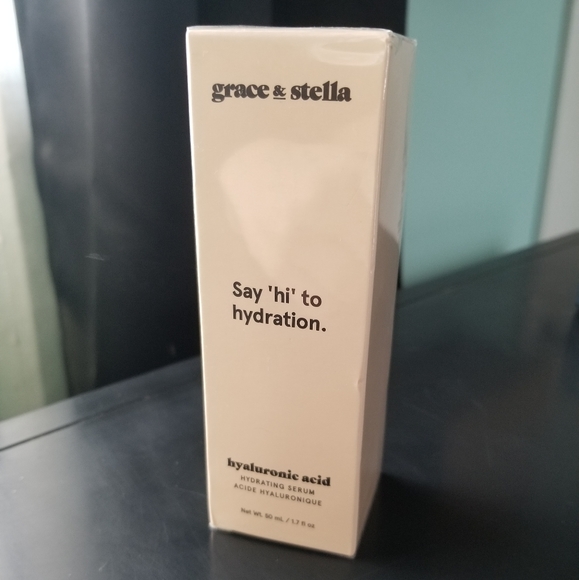 grace & stella
Say 'hi' to
hydration.
hyaluronic acid
HYDRATING SERUM
ACIDE HYALURONIQUE
Net Wt. 50 mL / 1.7 fl oz